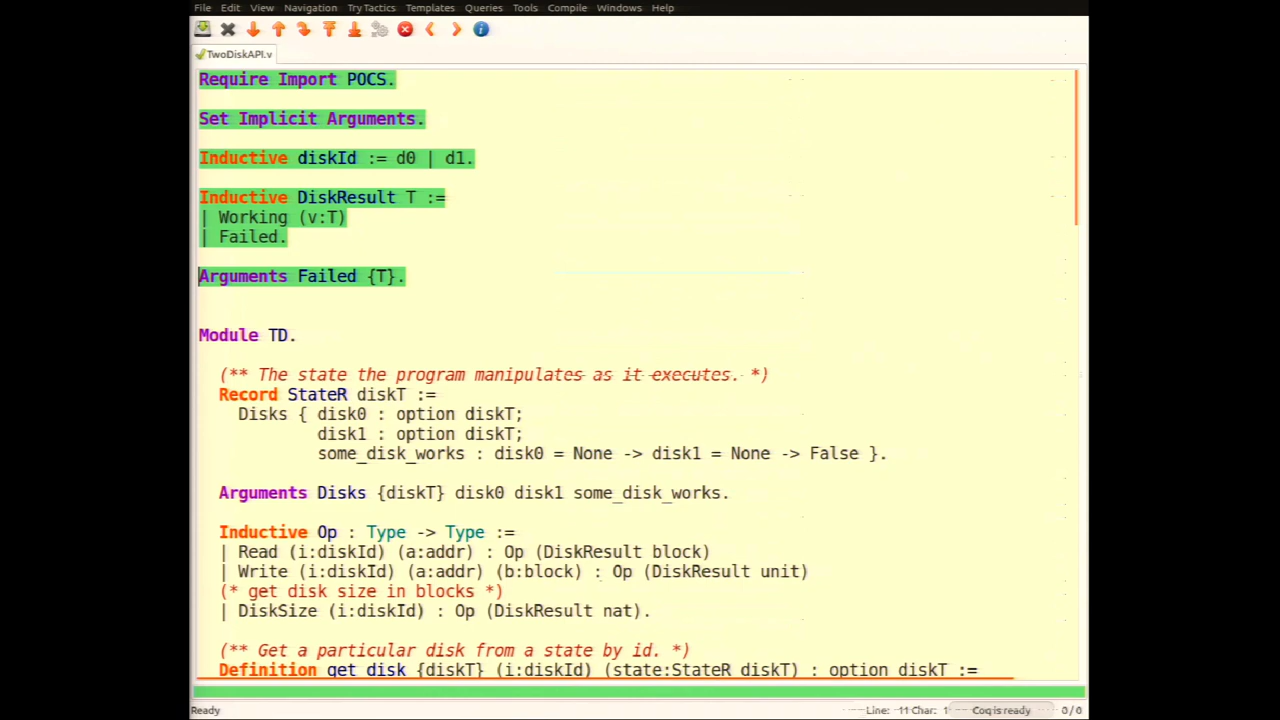 File Edit View Navigation Try Tactics Templates Queries Tools Compile Windows Help
TwoDiskAPI.v
Require Import POCS.
Set Implicit Arguments.
Inductive diskId := d0 | d1.
Inductive DiskResult T :=
| Working (v:T)
| Failed.
Arguments Failed {T}.
Module TD.
(** The state the program manipulates as it executes. *)
Record StateR diskT :=
Disks { disk0 : option diskT;
disk1 : option diskT;
some_disk_works : disk0 = None -> disk1 = None -> False }.
Arguments Disks {diskT} disk0 disk1 some_disk_works.
Inductive Op : Type -> Type :=
| Read (i:diskId) (a:addr) : Op (DiskResult block)
| Write (i:diskId) (a:addr) (b:block) : Op (DiskResult unit)
(* get disk size in blocks *)
| DiskSize (i:diskId) : Op (DiskResult nat).
(** Get a particular disk from a state by id. *)
Definition get_disk {diskT} (i:diskId) (state:StateR diskT) : option diskT :=
Ready Line: 11 Char: 1 Coq is ready 0 / 0